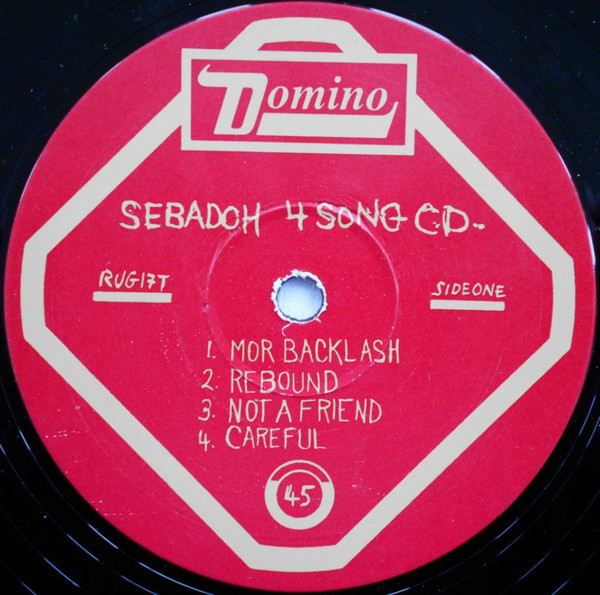 Domino
SEBADOH 4 SONG CD-
RUG17T
SIDEONE
1. MOR BACKLASH
2. REBOUND
3. NOT A FRIEND
4. CAREFUL
45